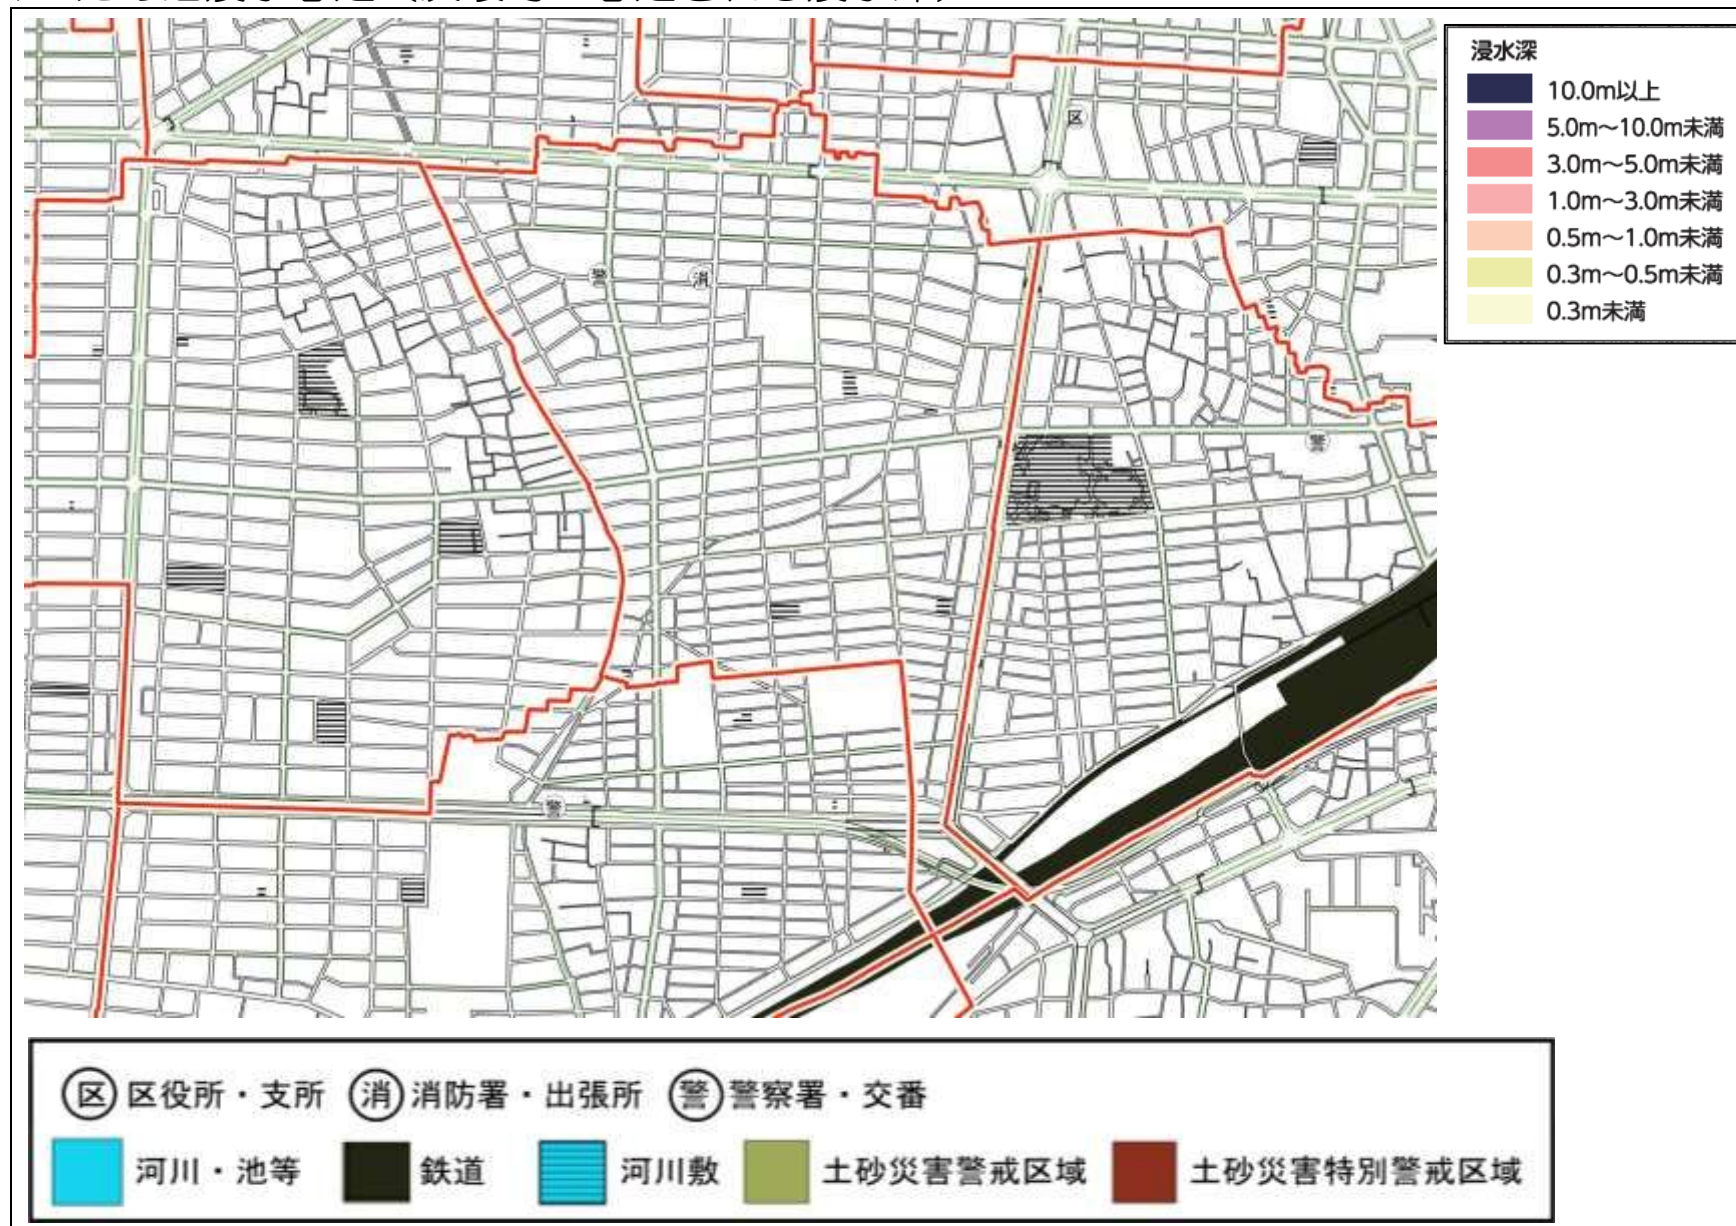 浸水深
10.0m以上
5.0m～10.0m未満
3.0m～5.0m未満
1.0m～3.0m未満
0.5m～1.0m未満
0.3m～0.5m未満
0.3m未満
区
警
消
警
警
区 区役所・支所 消 消防署・出張所 警 警察署・交番
河川・池等 鉄道 河川敷 土砂災害警戒区域 土砂災害特別警戒区域